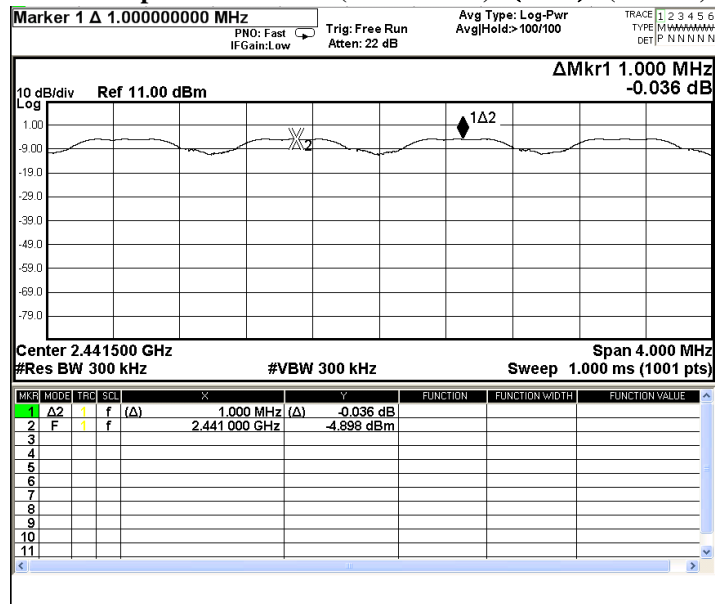 Marker 1 Δ 1.000000000 MHz
PNO: Fast
IFGain:Low
Trig: Free Run
Atten: 22 dB
Avg Type: Log-Pwr
Avg|Hold:>100/100
TRACE 1 2 3 4 5 6
TYPE M
DET P N N N N N
ΔMkr1 1.000 MHz
-0.036 dB
10 dB/div Ref 11.00 dBm
Log
1.00
-9.00
-19.0
-29.0
-39.0
-49.0
-59.0
-69.0
-79.0
1Δ2
2
Center 2.441500 GHz
Span 4.000 MHz
#Res BW 300 kHz
#VBW 300 kHz
Sweep 1.000 ms (1001 pts)
MKR MODE TRC SCL X Y FUNCTION FUNCTION WIDTH FUNCTION VALUE
1 Δ2 1 f (Δ) 1.000 MHz (Δ) -0.036 dB
2 F 1 f 2.441 000 GHz -4.898 dBm
3
4
5
6
7
8
9
10
11